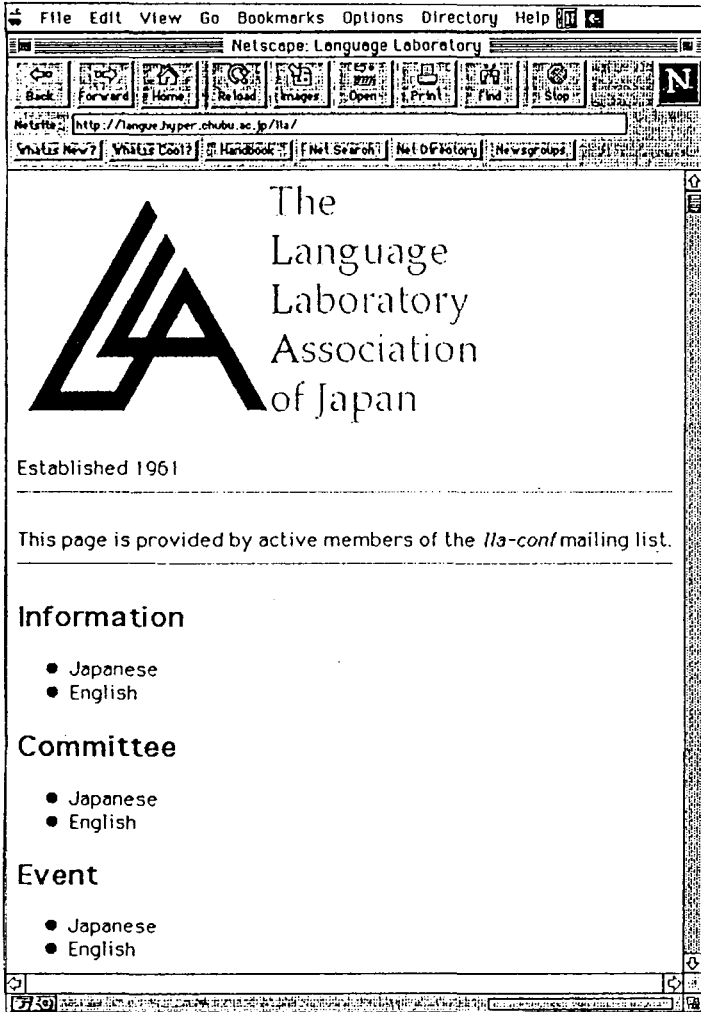 File Edit View Go Bookmarks Options Directory Help
Netscape: Language Laboratory
Back Forward Home Reload Images Open Print Find Stop N
Netsite: http://langue.hyper.chubu.ac.jp/lla/
What's New? What's Cool? Handbook Net Search Net Directory Newsgroups
The
Language
Laboratory
Association
of Japan
LLA
Established 1961
This page is provided by active members of the lla-conf mailing list.
Information
Japanese
English
Committee
Japanese
English
Event
Japanese
English